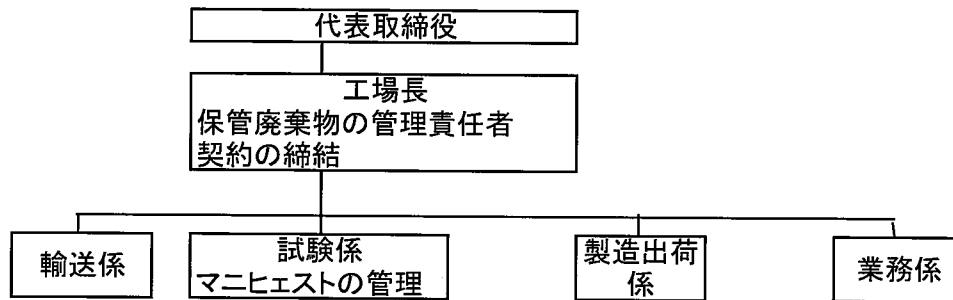 代表取締役
工場長
保管廃棄物の管理責任者
契約の締結
輸送係
試験係
マニヒェストの管理
製造出荷
係
業務係